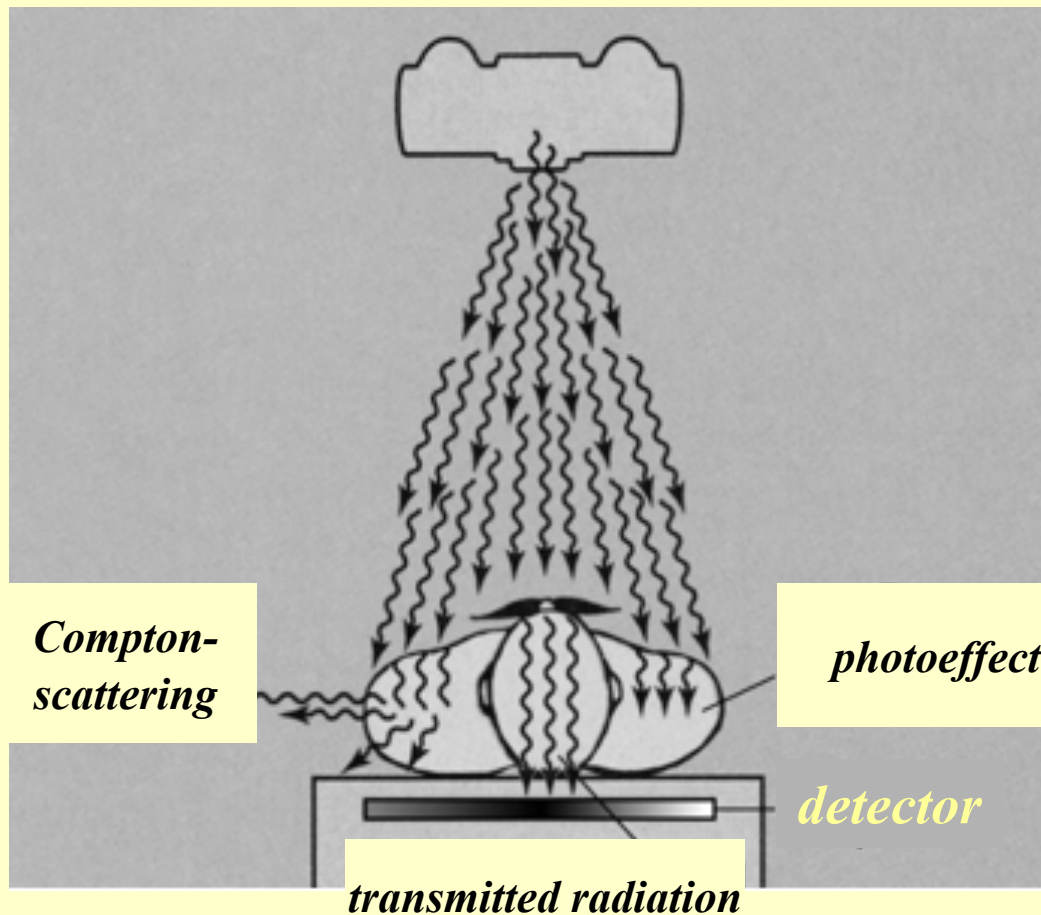 Compton-
scattering
photoeffect
detector
transmitted radiation